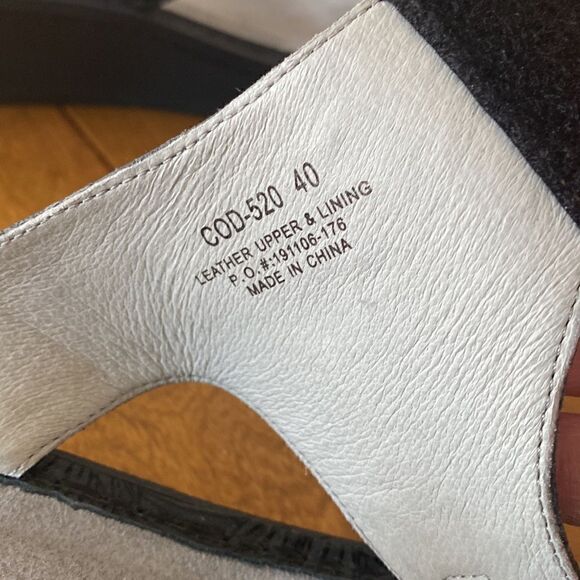 COD-520 40
LEATHER UPPER & LINING
P.O.#:191106-176
MADE IN CHINA